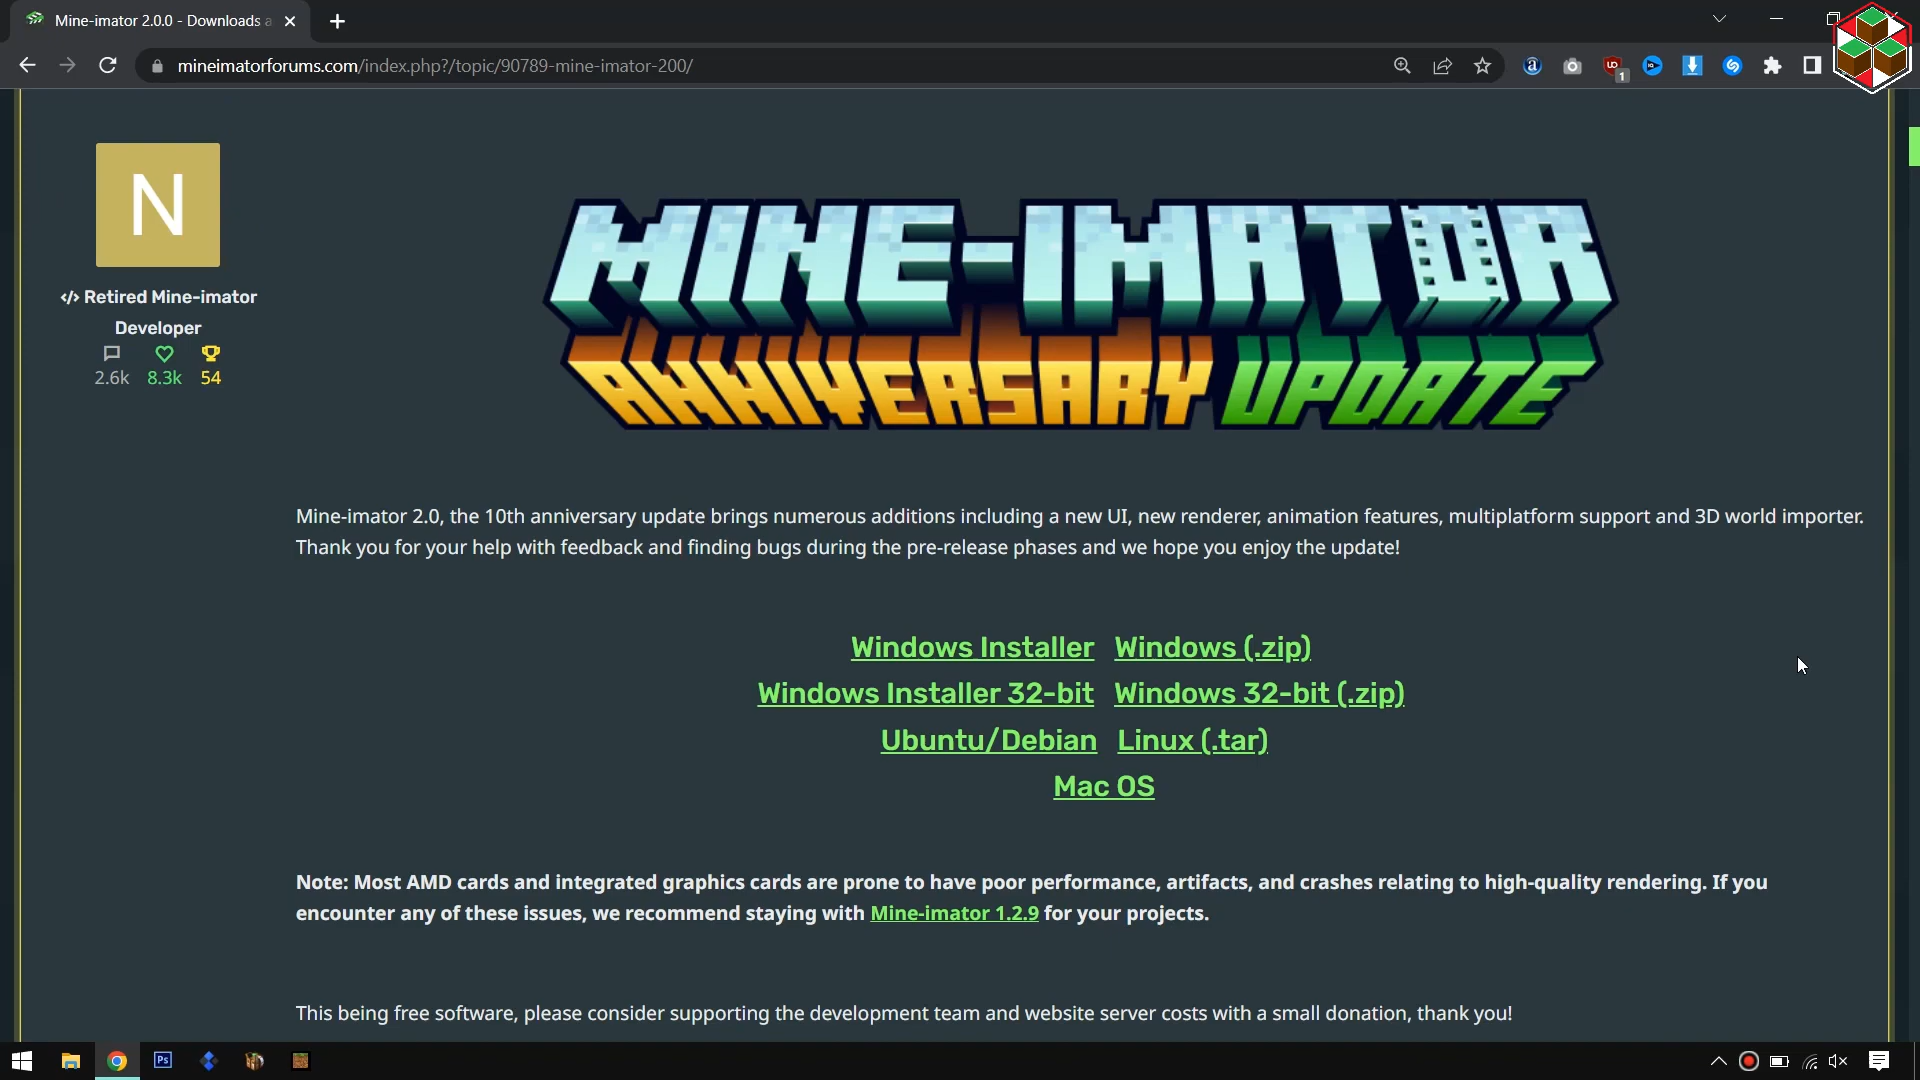 Mine-imator 2.0.0 - Downloads a
mineimatorforums.com/index.php?/topic/90789-mine-imator-200/
1
N
</> Retired Mine-imator
Developer
2.6k 8.3k 54
MINE-IMATOR
ANNIVERSARY UPDATE
Mine-imator 2.0, the 10th anniversary update brings numerous additions including a new UI, new renderer, animation features, multiplatform support and 3D world importer.
Thank you for your help with feedback and finding bugs during the pre-release phases and we hope you enjoy the update!
Windows Installer Windows (.zip)
Windows Installer 32-bit Windows 32-bit (.zip)
Ubuntu/Debian Linux (.tar)
Mac OS
Note: Most AMD cards and integrated graphics cards are prone to have poor performance, artifacts, and crashes relating to high-quality rendering. If you
encounter any of these issues, we recommend staying with Mine-imator 1.2.9 for your projects.
This being free software, please consider supporting the development team and website server costs with a small donation, thank you!
Ps